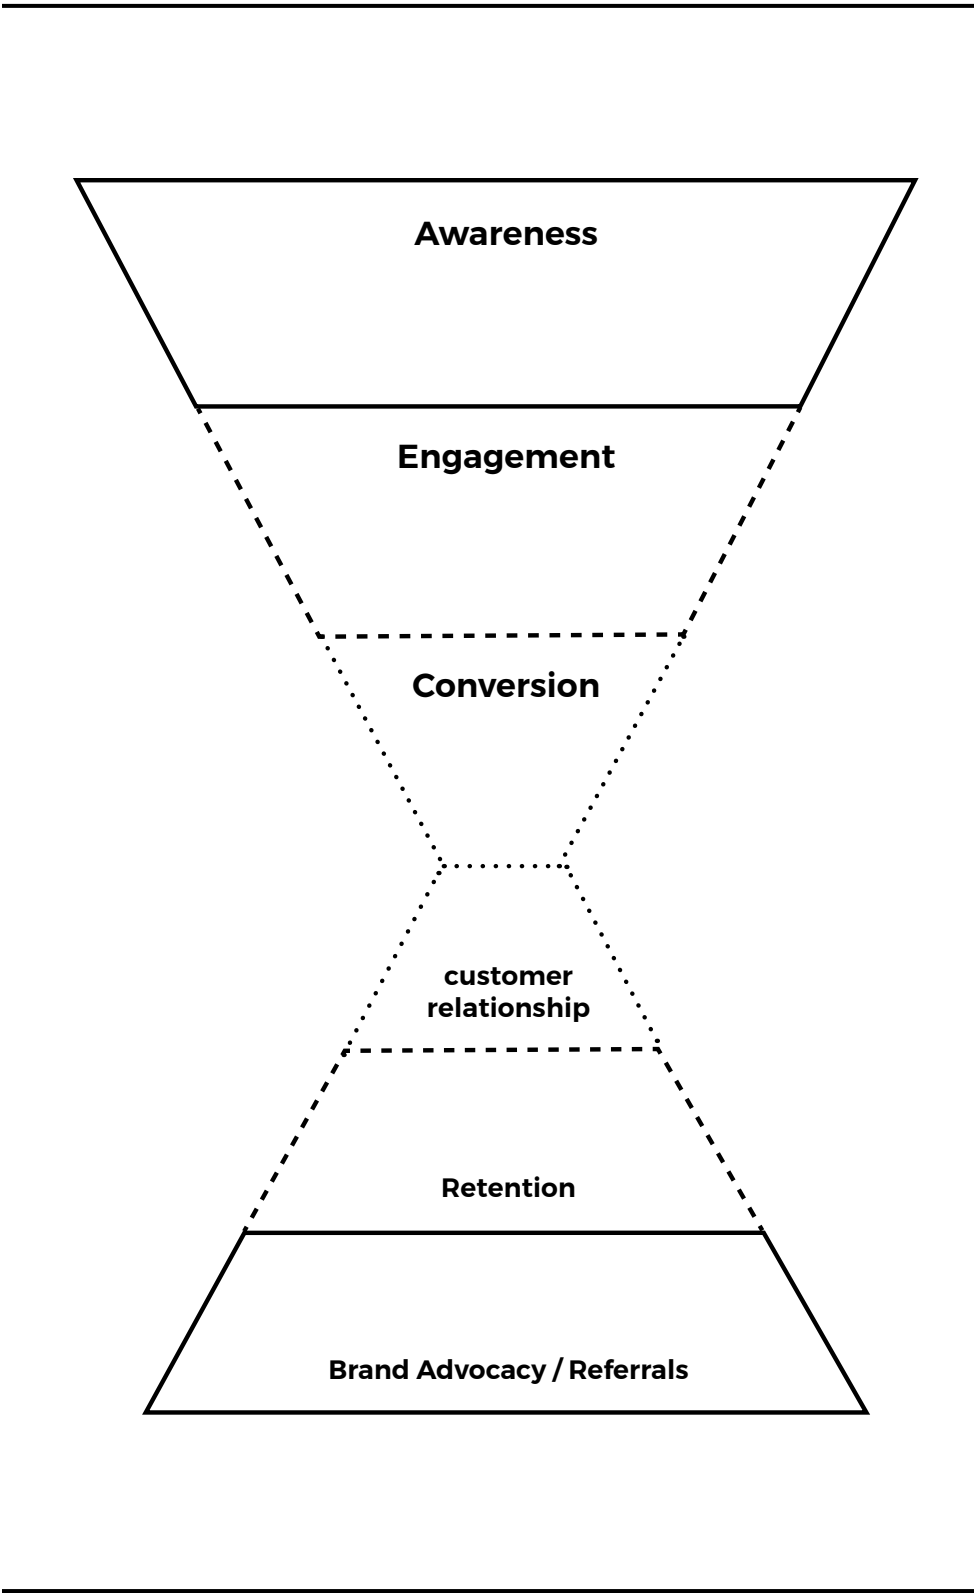 Awareness
Engagement
Conversion
customer
relationship
Retention
Brand Advocacy / Referrals